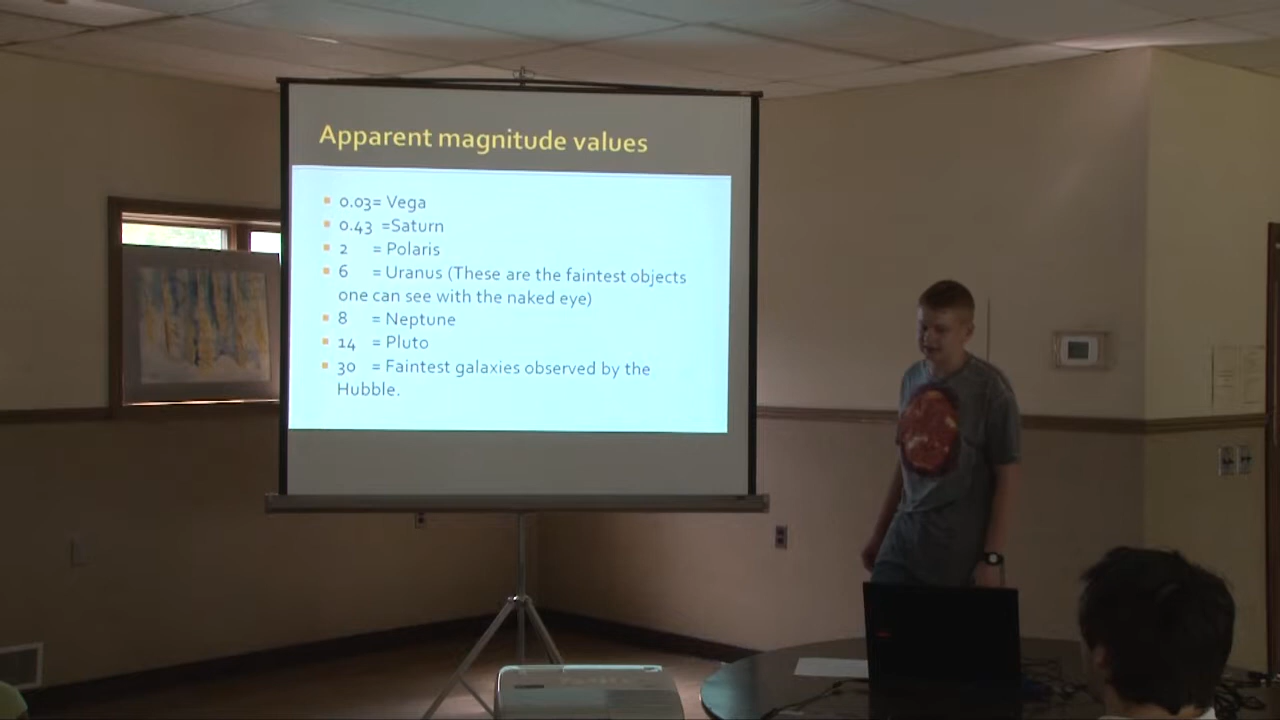 Apparent magnitude values
0.03= Vega
0.43 =Saturn
2 = Polaris
6 = Uranus (These are the faintest objects
one can see with the naked eye)
8 = Neptune
14 = Pluto
30 = Faintest galaxies observed by the
Hubble.